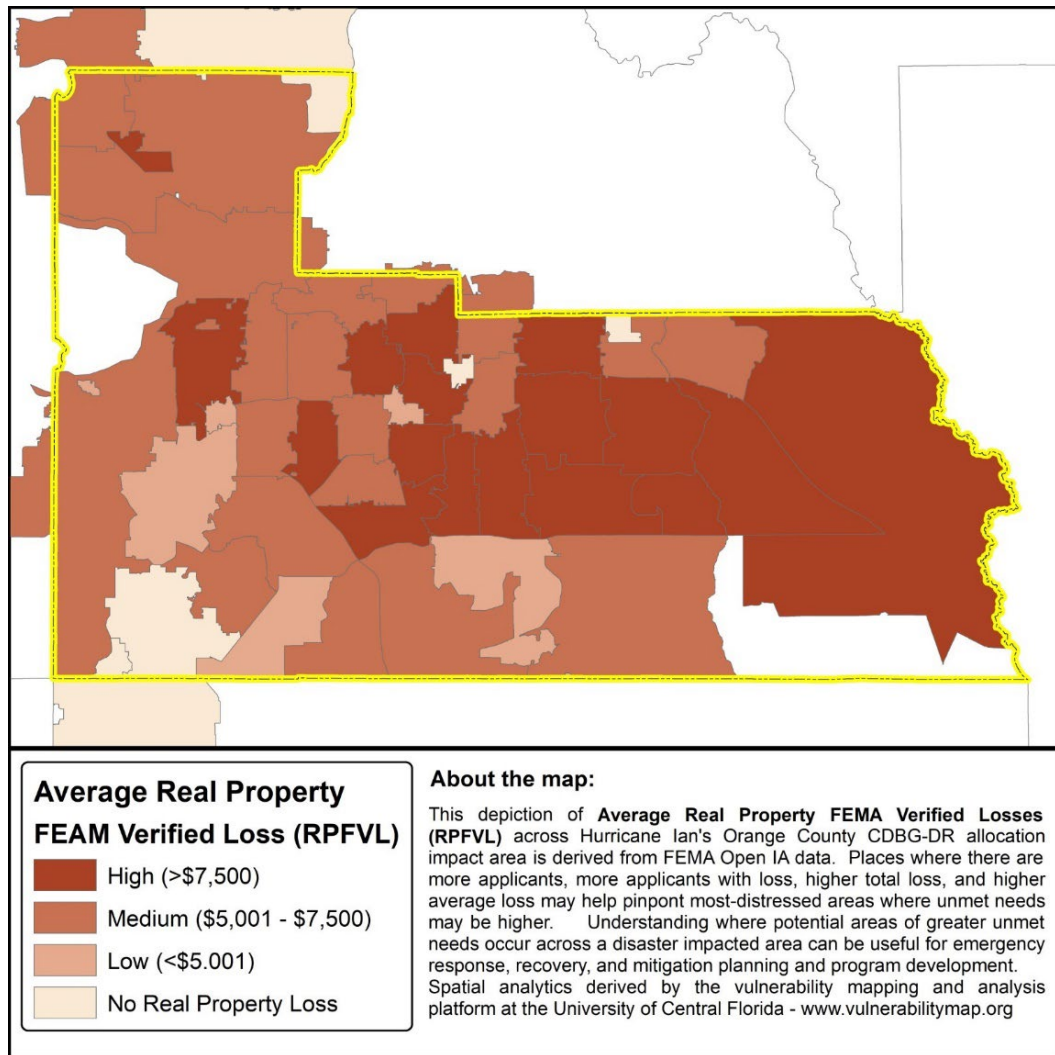 Average Real Property
FEAM Verified Loss (RPFVL)
High (>$7,500)
Medium ($5,001 - $7,500)
Low (<$5.001)
No Real Property Loss
About the map:
This depiction of Average Real Property FEMA Verified Losses
(RPFVL) across Hurricane Ian's Orange County CDBG-DR allocation
impact area is derived from FEMA Open IA data. Places where there are
more applicants, more applicants with loss, higher total loss, and higher
average loss may help pinpont most-distressed areas where unmet needs
may be higher. Understanding where potential areas of greater unmet
needs occur across a disaster impacted area can be useful for emergency
response, recovery, and mitigation planning and program development.
Spatial analytics derived by the vulnerability mapping and analysis
platform at the University of Central Florida - www.vulnerabilitymap.org